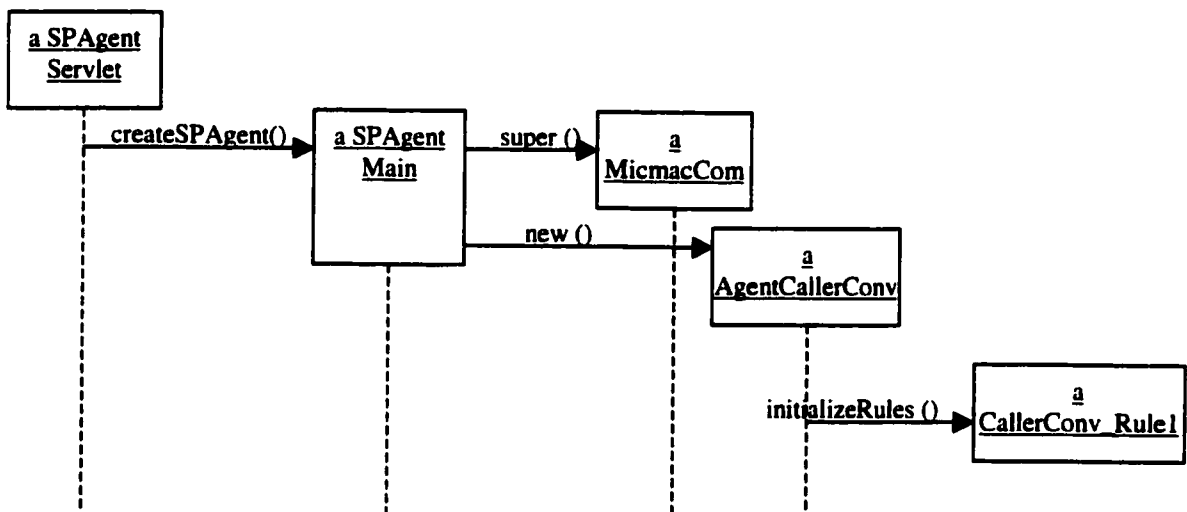 a SPAgent
Servlet
createSPAgent()
a SPAgent
Main
super ()
a
MicmacCom
new ()
a
AgentCallerConv
initializeRules ()
a
CallerConv_Rule1